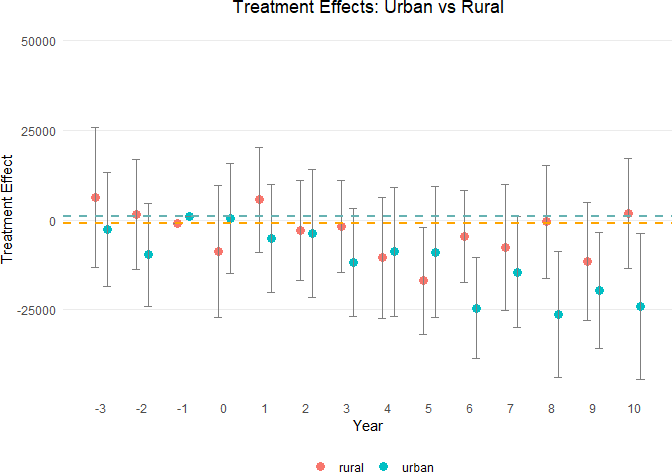 Treatment Effects: Urban vs Rural
50000
25000
0
-25000
Treatment Effect
-3 -2 -1 0 1 2 3 4 5 6 7 8 9 10
Year
rural urban